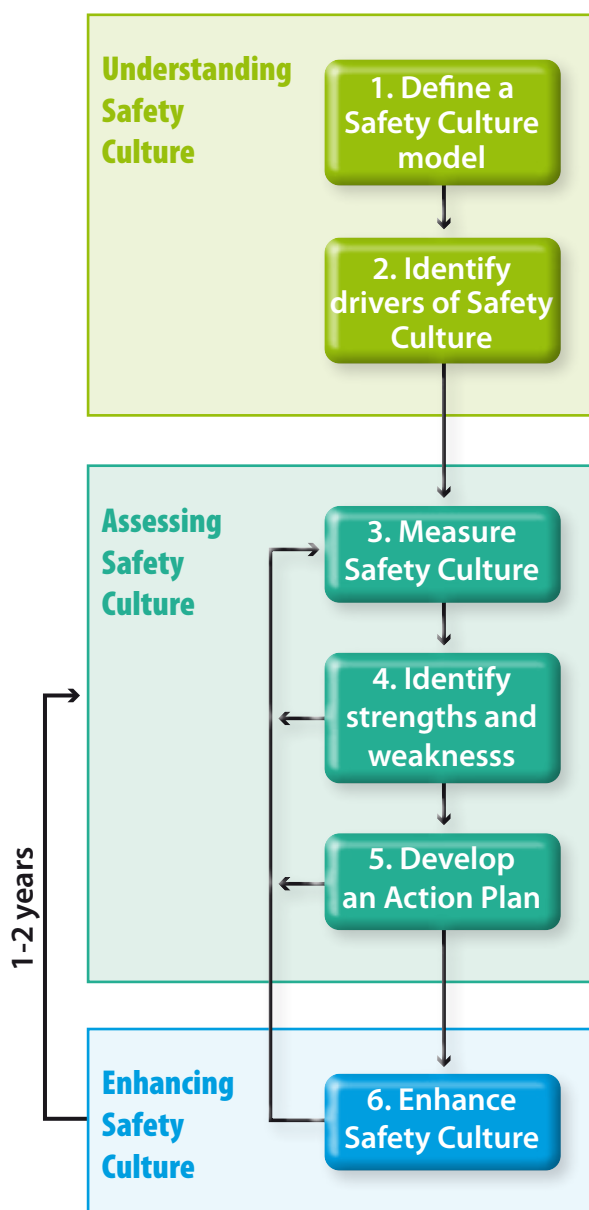 Understanding
Safety
Culture
1. Define a
Safety Culture
model
2. Identify
drivers of Safety
Culture
Assessing
Safety
Culture
3. Measure
Safety Culture
4. Identify
strengths and
weaknesss
5. Develop
an Action Plan
1-2 years
Enhancing
Safety
Culture
6. Enhance
Safety Culture